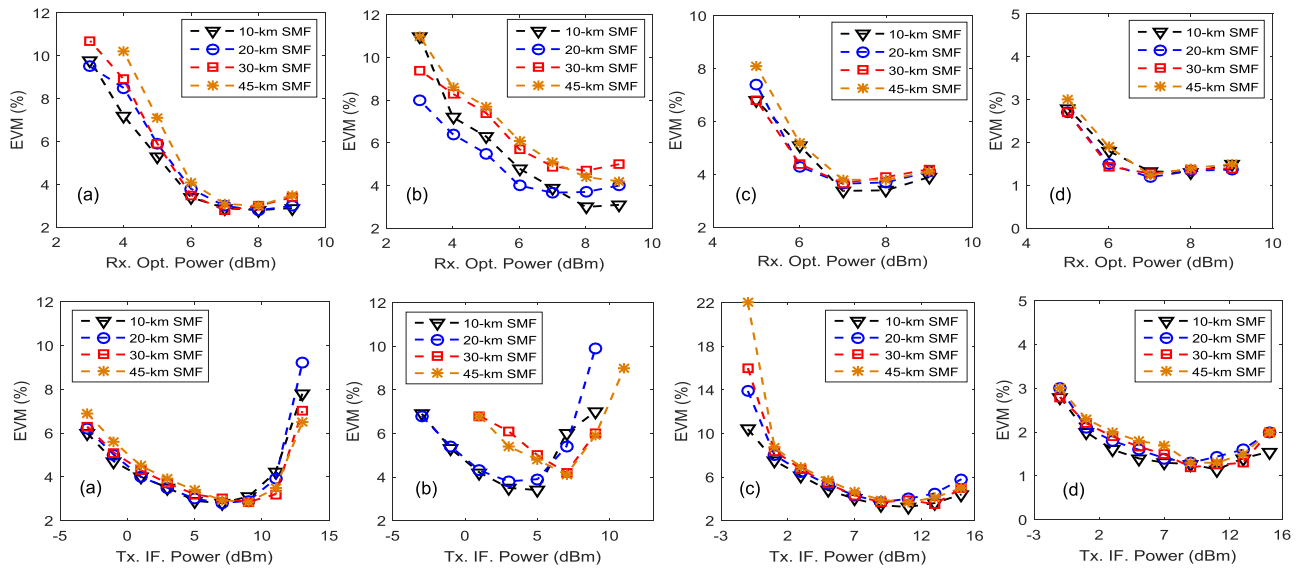 12
10
8
6
4
2
EVM (%)
2 4 6 8 10
Rx. Opt. Power (dBm)
10-km SMF
20-km SMF
30-km SMF
45-km SMF
(a)
12
10
8
6
4
2
EVM (%)
2 4 6 8 10
Rx. Opt. Power (dBm)
10-km SMF
20-km SMF
30-km SMF
45-km SMF
(b)
10
8
6
4
2
EVM (%)
4 6 8 10
Rx. Opt. Power (dBm)
10-km SMF
20-km SMF
30-km SMF
45-km SMF
(c)
5
4
3
2
1
0
EVM (%)
4 6 8 10
Rx. Opt. Power (dBm)
10-km SMF
20-km SMF
30-km SMF
45-km SMF
(d)
12
10
8
6
4
2
EVM (%)
-5 0 5 10 15
Tx. IF. Power (dBm)
10-km SMF
20-km SMF
30-km SMF
45-km SMF
(a)
12
10
8
6
4
2
EVM (%)
-5 0 5 10
Tx. IF. Power (dBm)
10-km SMF
20-km SMF
30-km SMF
45-km SMF
(b)
22
18
14
10
6
2
EVM (%)
-3 2 7 12 16
Tx. IF. Power (dBm)
10-km SMF
20-km SMF
30-km SMF
45-km SMF
(c)
5
4
3
2
1
0
EVM (%)
-3 2 7 12 16
Tx. IF. Power (dBm)
10-km SMF
20-km SMF
30-km SMF
45-km SMF
(d)